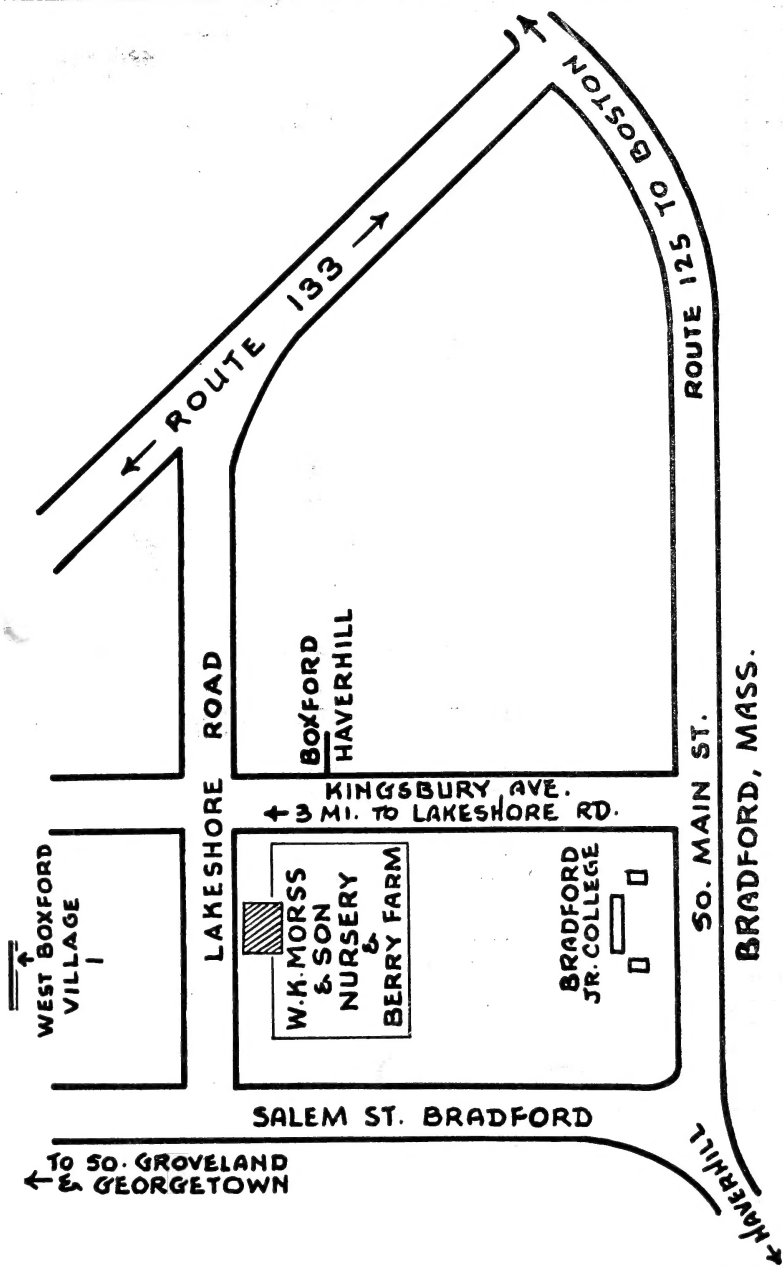 ROUTE 125 TO BOSTON
ROUTE 133
LAKESHORE ROAD
BOXFORD
HAVERHILL
KINGSBURY AVE.
← 3 MI. TO LAKESHORE RD.
WEST BOXFORD
VILLAGE
W.K. MORSS
& SON
NURSERY
&
BERRY FARM
BRADFORD
JR. COLLEGE
SO. MAIN ST.
BRADFORD, MASS.
SALEM ST. BRADFORD
← TO SO. GROVELAND
& GEORGETOWN
← HAVERHILL